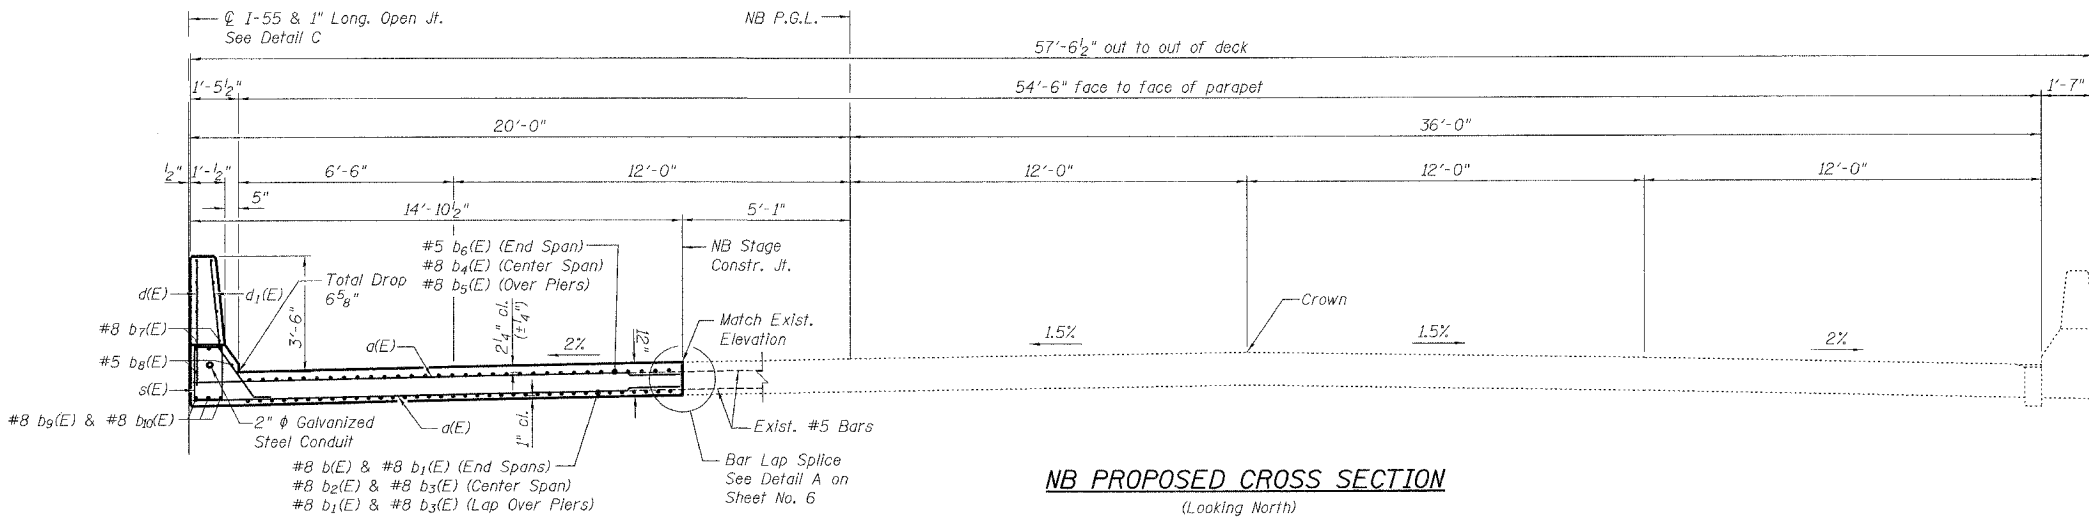 ℄ I-55 & 1" Long. Open Jt.
See Detail C
NB P.G.L.
57'-6½" out to out of deck
1'-5½"
54'-6" face to face of parapet
1'-7"
20'-0"
36'-0"
½"
1'-½"
6'-6"
12'-0"
12'-0"
12'-0"
12'-0"
5"
14'-10½"
5'-1"
#5 b6(E) (End Span)
#8 b4(E) (Center Span)
#8 b5(E) (Over Piers)
NB Stage
Constr. Jt.
Total Drop
6⅝"
d(E)
d1(E)
3'-6"
2¼" cl.
(±¼")
12"
Crown
#8 b7(E)
a(E)
2%
Match Exist.
Elevation
1.5%
1.5%
2%
#5 b8(E)
s(E)
#8 b9(E) & #8 b10(E)
2" ϕ Galvanized
Steel Conduit
a(E)
1" cl.
Exist. #5 Bars
#8 b(E) & #8 b1(E) (End Spans)
#8 b2(E) & #8 b3(E) (Center Span)
#8 b1(E) & #8 b3(E) (Lap Over Piers)
Bar Lap Splice
See Detail A on
Sheet No. 6
NB PROPOSED CROSS SECTION
(Looking North)